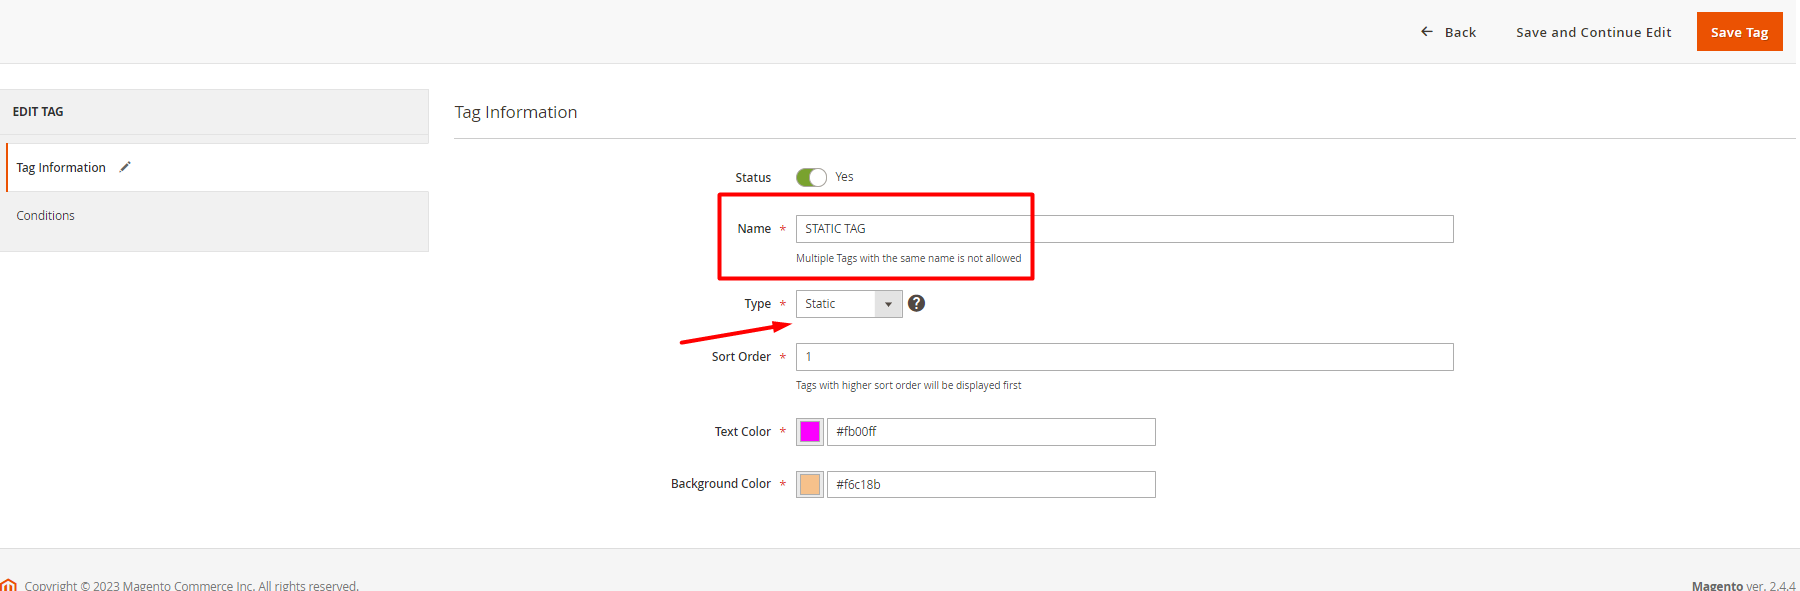 Back Save and Continue Edit Save Tag
EDIT TAG
Tag Information
Conditions
Tag Information
Status Yes
Name * STATIC TAG
Multiple Tags with the same name is not allowed
Type * Static ?
Sort Order * 1
Tags with higher sort order will be displayed first
Text Color * #fb00ff
Background Color * #f6c18b
Copyright © 2023 Magento Commerce Inc. All rights reserved.
Magento ver. 2.4.4